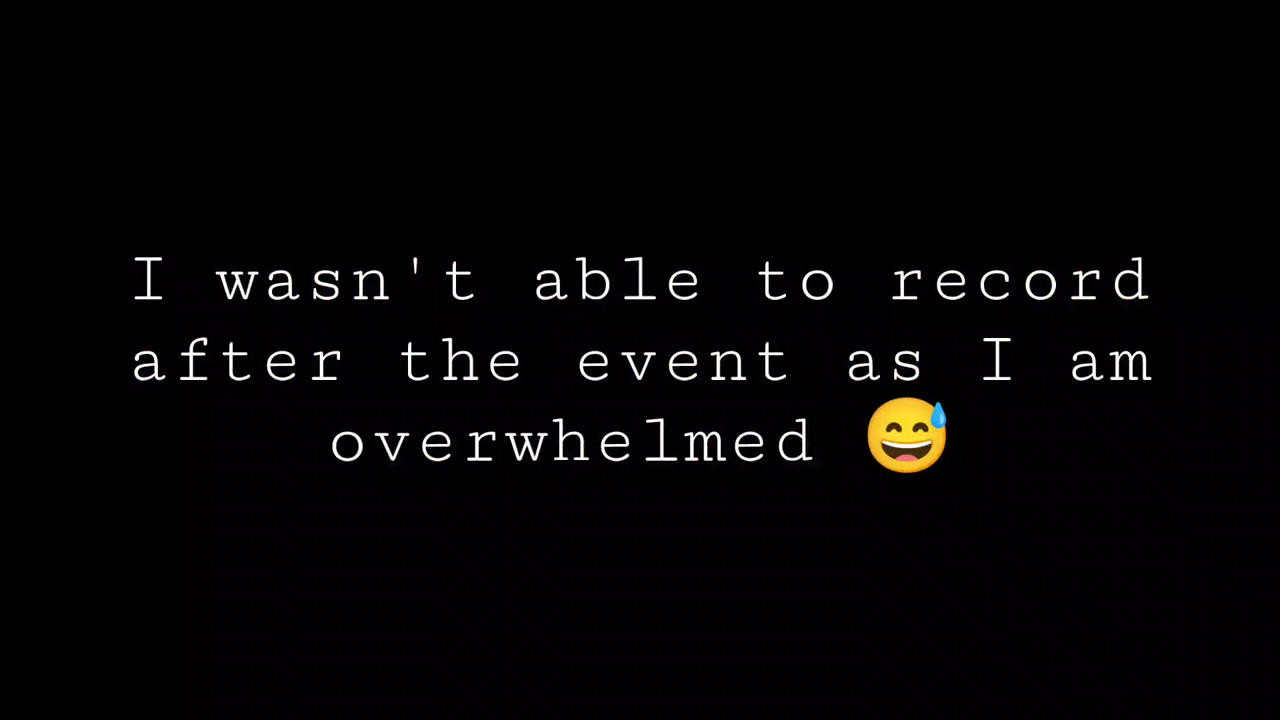 I wasn't able to record
after the event as I am
overwhelmed 😅